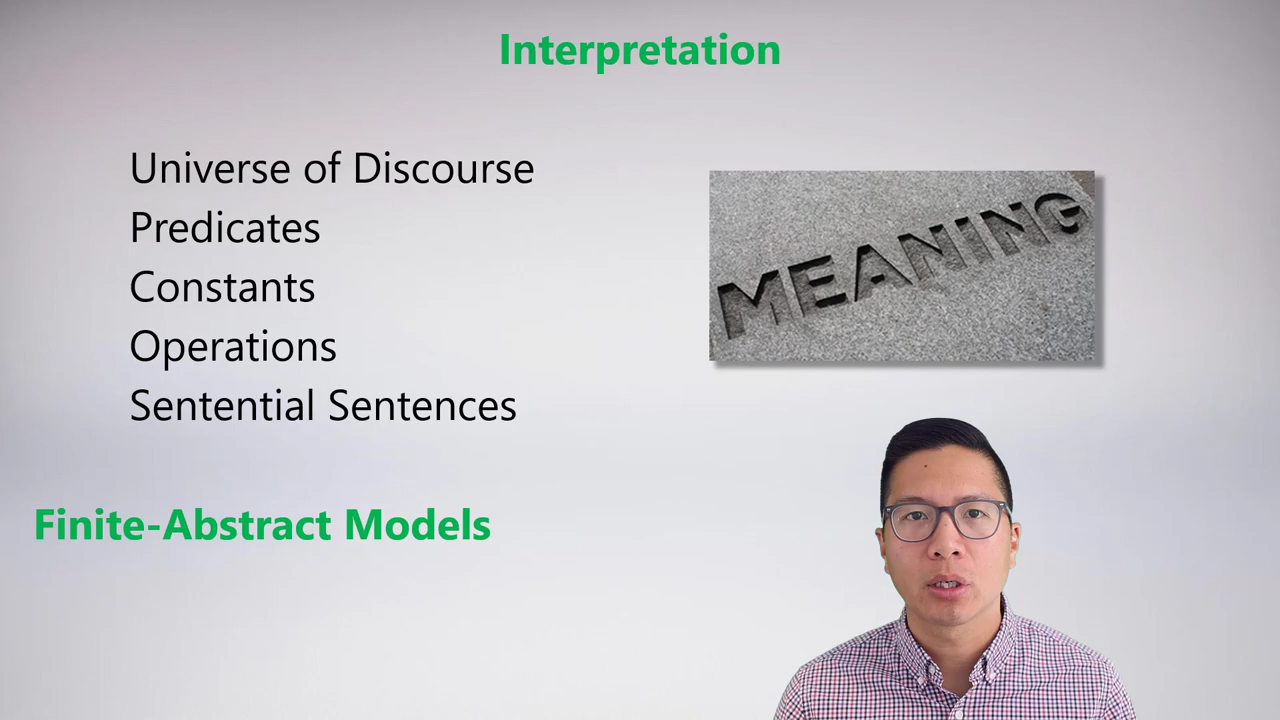 Interpretation
Universe of Discourse
Predicates
Constants
Operations
Sentential Sentences
MEANING
Finite-Abstract Models